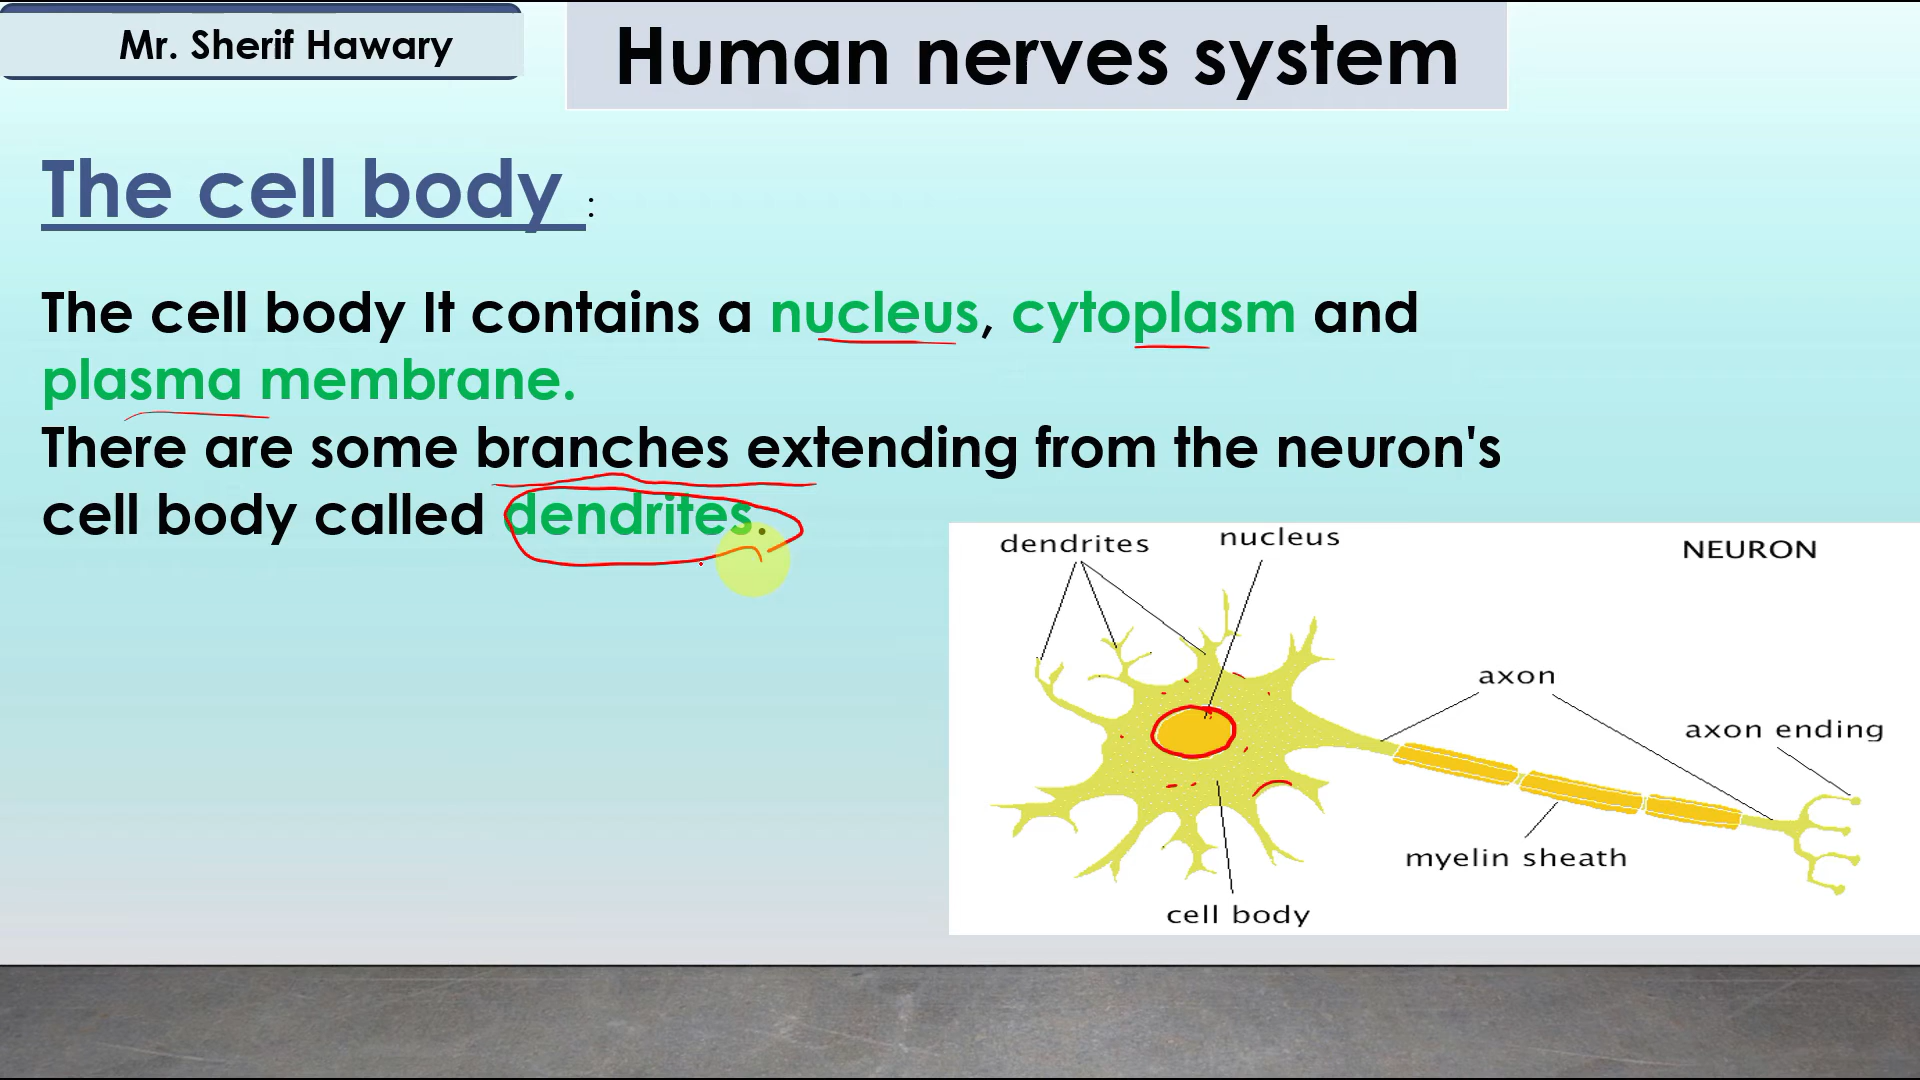 Mr. Sherif Hawary
Human nerves system
The cell body :
The cell body It contains a nucleus, cytoplasm and
plasma membrane.
There are some branches extending from the neuron's
cell body called dendrites.
dendrites
nucleus
NEURON
axon
axon ending
myelin sheath
cell body